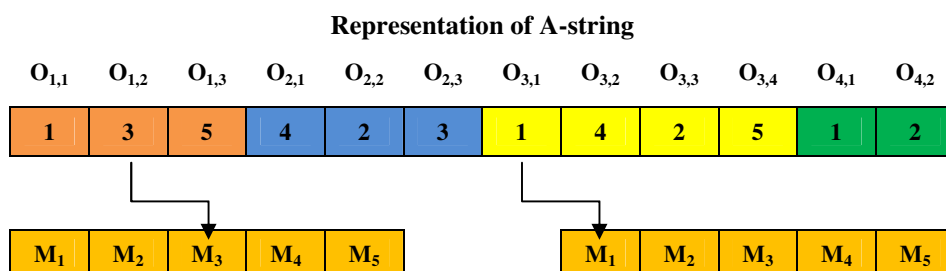 Representation of A-string
O1,1 O1,2 O1,3 O2,1 O2,2 O2,3 O3,1 O3,2 O3,3 O3,4 O4,1 O4,2
1 3 5 4 2 3 1 4 2 5 1 2
M1 M2 M3 M4 M5 M1 M2 M3 M4 M5